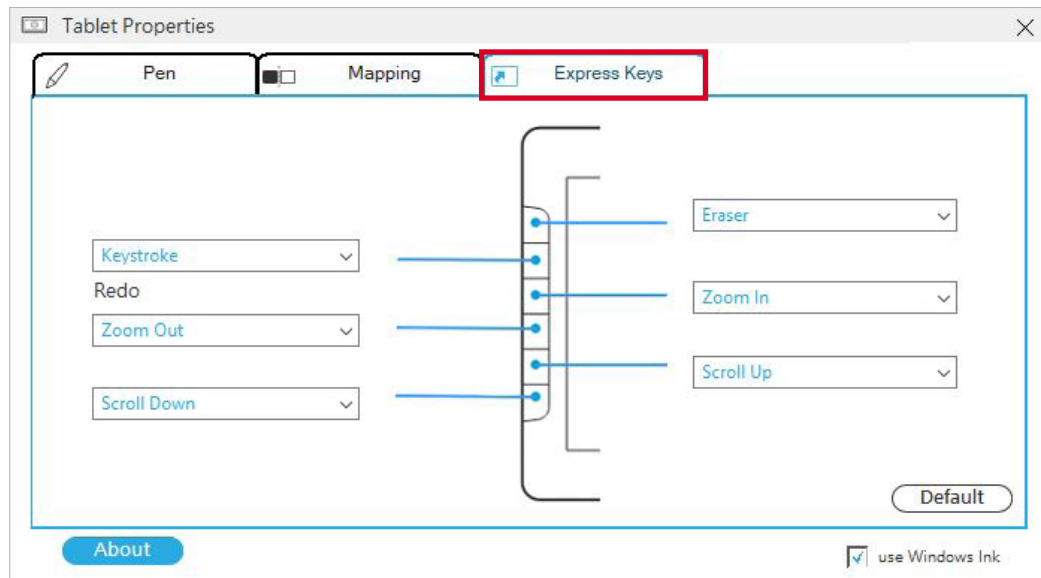 Tablet Properties
Pen
Mapping
Express Keys
Eraser
Keystroke
Redo
Zoom In
Zoom Out
Scroll Up
Scroll Down
Default
About
use Windows Ink